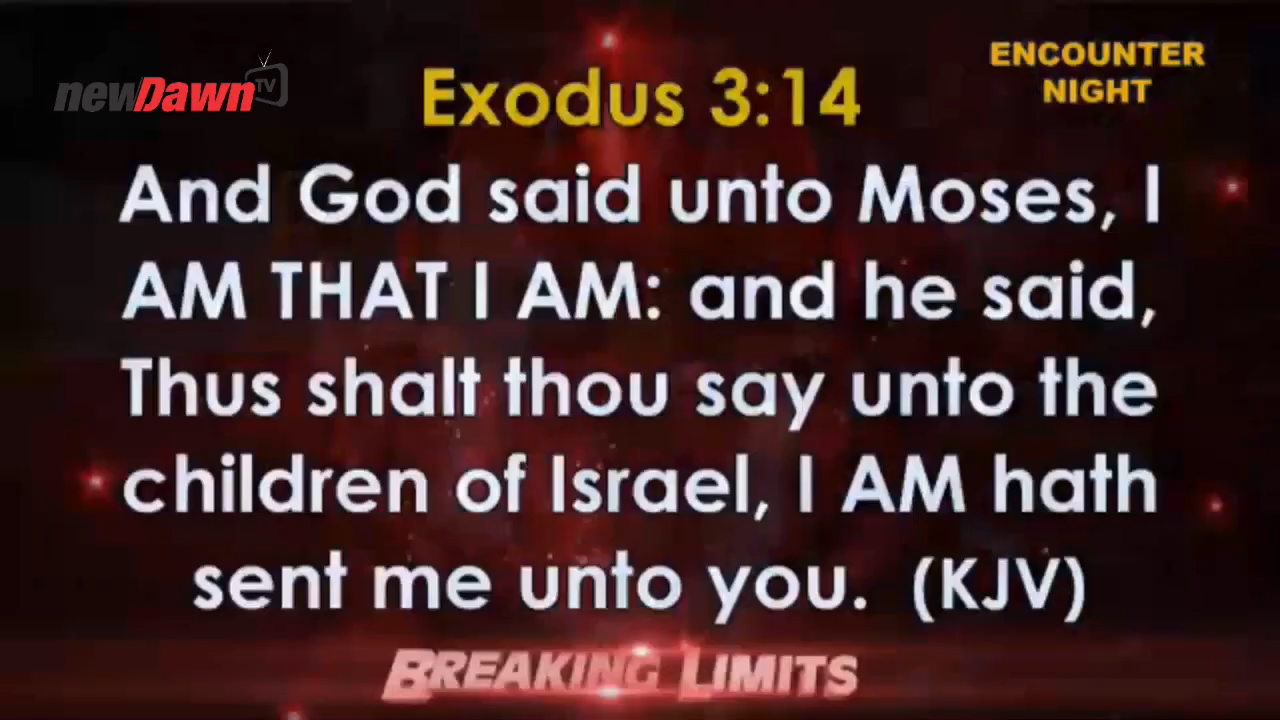 newDawn TV
ENCOUNTER
NIGHT
Exodus 3:14
And God said unto Moses, I
AM THAT I AM: and he said,
Thus shalt thou say unto the
children of Israel, I AM hath
sent me unto you. (KJV)
BREAKING LIMITS